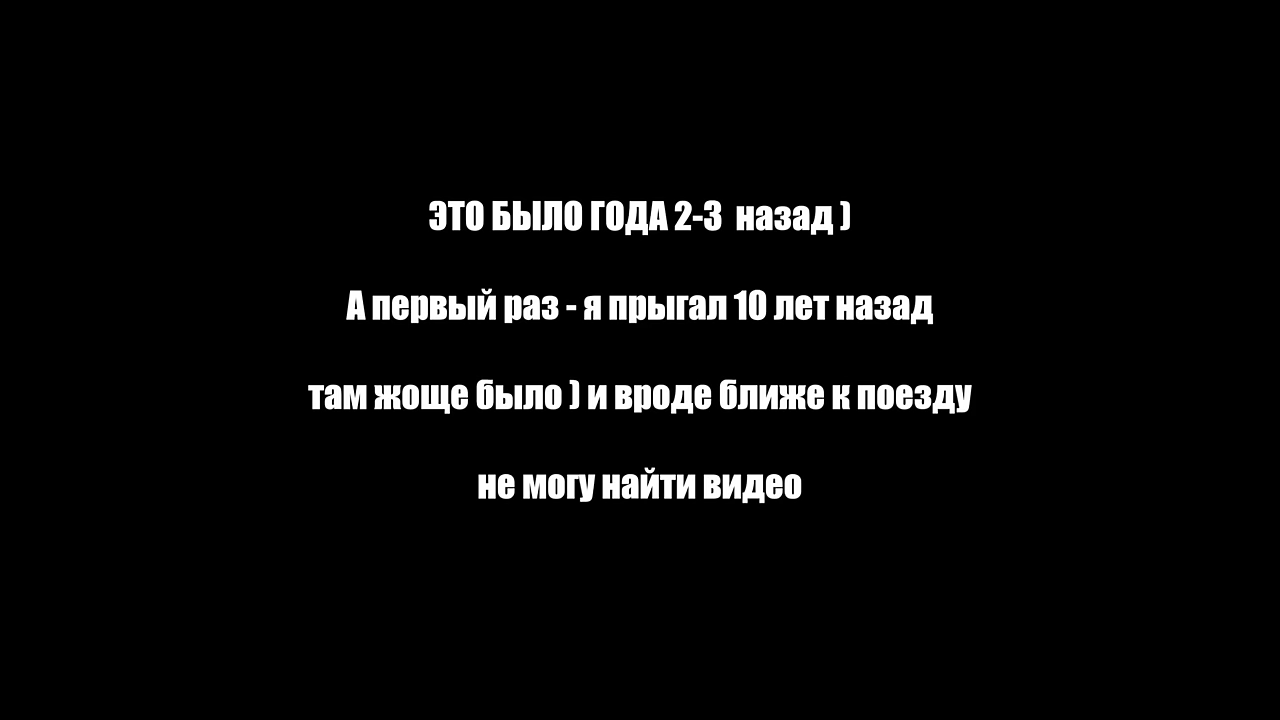 ЭТО БЫЛО ГОДА 2-3  назад )
А первый раз - я прыгал 10 лет назад
там жоще было ) и вроде ближе к поезду
не могу найти видео